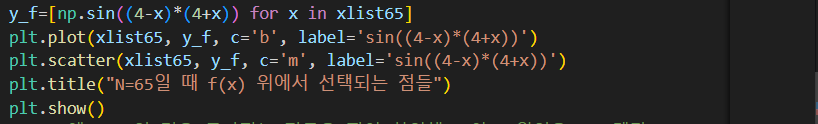 y_f=[np.sin((4-x)*(4+x)) for x in xlist65]
plt.plot(xlist65, y_f, c='b', label='sin((4-x)*(4+x))')
plt.scatter(xlist65, y_f, c='m', label='sin((4-x)*(4+x))')
plt.title("N=65일 때 f(x) 위에서 선택되는 점들")
plt.show()